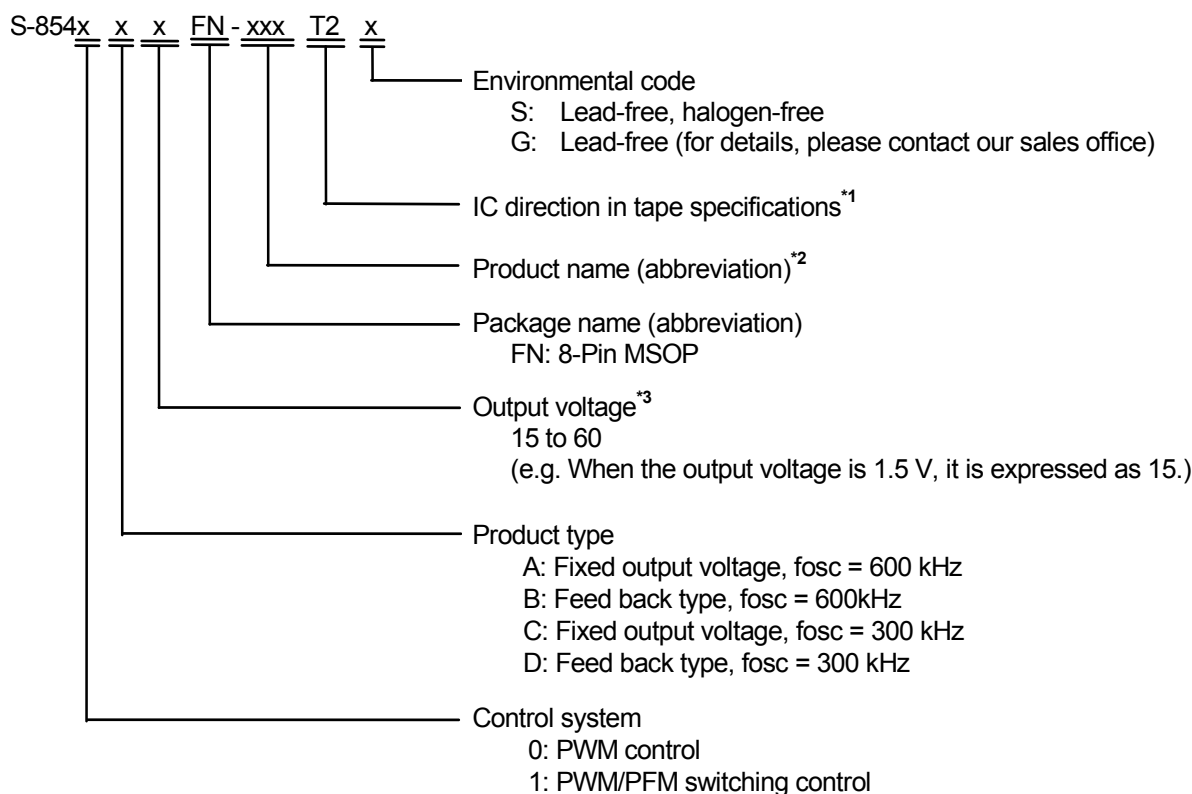 S-854x x x FN - xxx T2 x
Environmental code
S: Lead-free, halogen-free
G: Lead-free (for details, please contact our sales office)
IC direction in tape specifications*1
Product name (abbreviation)*2
Package name (abbreviation)
FN: 8-Pin MSOP
Output voltage*3
15 to 60
(e.g. When the output voltage is 1.5 V, it is expressed as 15.)
Product type
A: Fixed output voltage, fosc = 600 kHz
B: Feed back type, fosc = 600kHz
C: Fixed output voltage, fosc = 300 kHz
D: Feed back type, fosc = 300 kHz
Control system
0: PWM control
1: PWM/PFM switching control